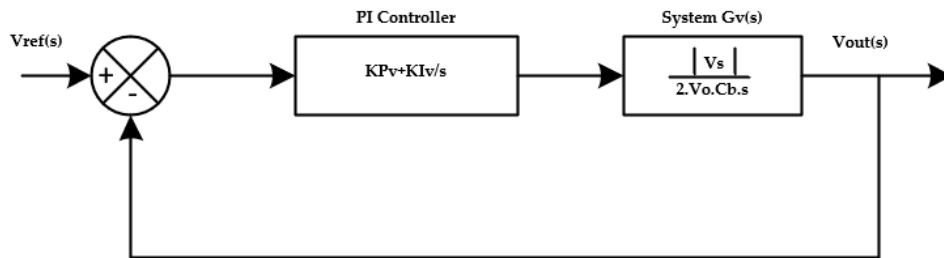 PI Controller
System Gv(s)
Vref(s)
Vout(s)
+
-
KPv+KIv/s
| Vs |
2.Vo.Cb.s